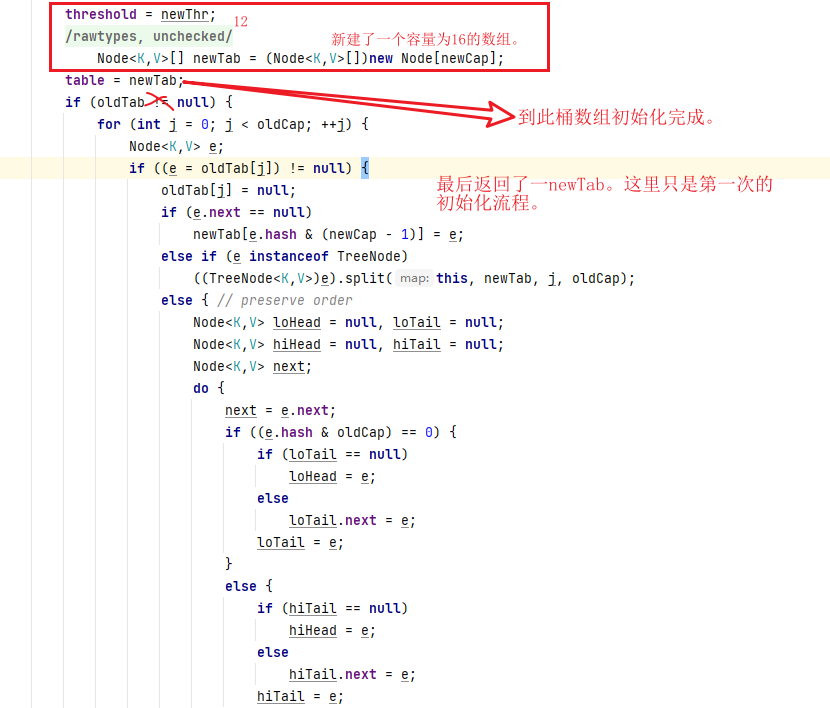 threshold = newThr;
12
/rawtypes, unchecked/
新建了一个容量为16的数组。
Node<K,V>[] newTab = (Node<K,V>[])new Node[newCap];
table = newTab;
if (oldTab != null) {
到此桶数组初始化完成。
for (int j = 0; j < oldCap; ++j) {
Node<K,V> e;
if ((e = oldTab[j]) != null) {
最后返回了一newTab。这里只是第一次的
初始化流程。
oldTab[j] = null;
if (e.next == null)
newTab[e.hash & (newCap - 1)] = e;
else if (e instanceof TreeNode)
((TreeNode<K,V>)e).split( map: this, newTab, j, oldCap);
else { // preserve order
Node<K,V> loHead = null, loTail = null;
Node<K,V> hiHead = null, hiTail = null;
Node<K,V> next;
do {
next = e.next;
if ((e.hash & oldCap) == 0) {
if (loTail == null)
loHead = e;
else
loTail.next = e;
loTail = e;
}
else {
if (hiTail == null)
hiHead = e;
else
hiTail.next = e;
hiTail = e;